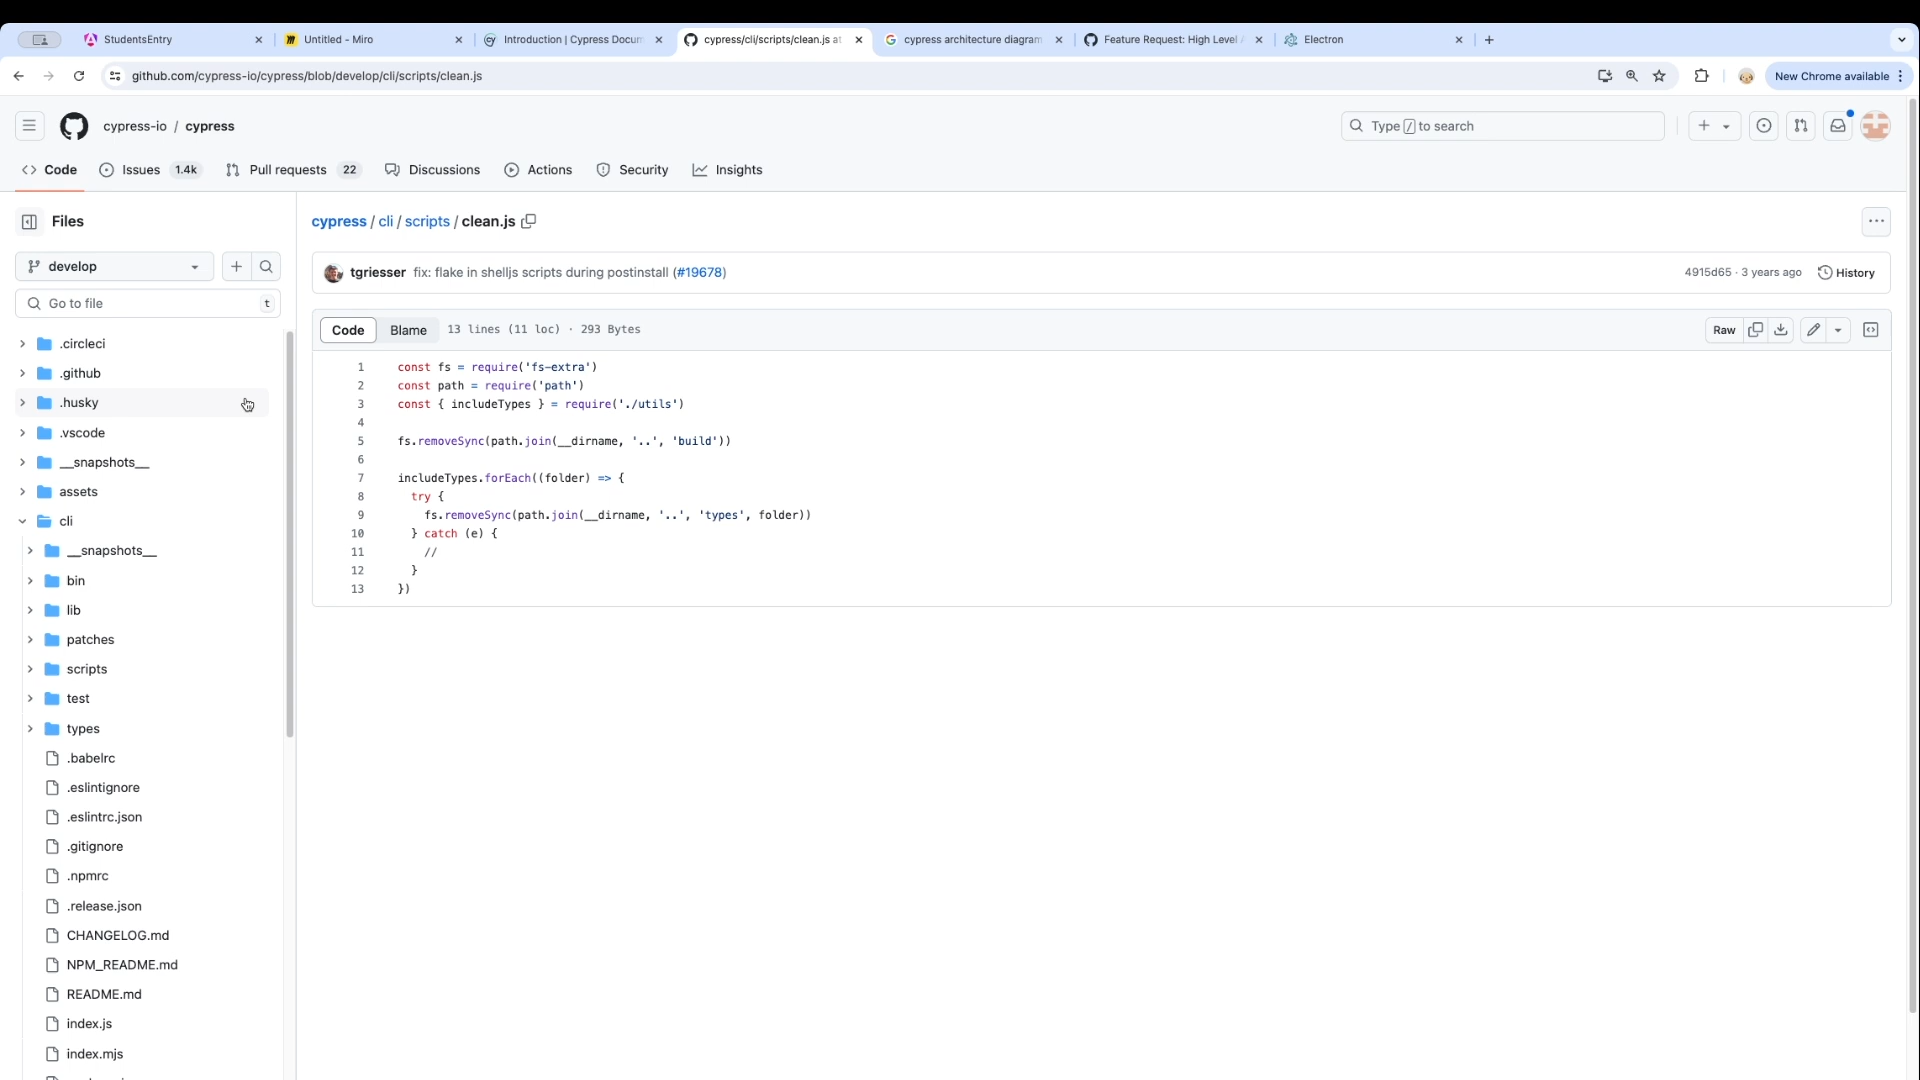 StudentsEntry
Untitled - Miro
Introduction | Cypress Docum
cypress/cli/scripts/clean.js at
cypress architecture diagram
Feature Request: High Level A
Electron
github.com/cypress-io/cypress/blob/develop/cli/scripts/clean.js
New Chrome available
cypress-io / cypress
Type / to search
Code
Issues 1.4k
Pull requests 22
Discussions
Actions
Security
Insights
Files
develop
Go to file t
.circleci
.github
.husky
.vscode
__snapshots__
assets
cli
__snapshots__
bin
lib
patches
scripts
test
types
.babelrc
.eslintignore
.eslintrc.json
.gitignore
.npmrc
.release.json
CHANGELOG.md
NPM_README.md
README.md
index.js
index.mjs
cypress / cli / scripts / clean.js
tgriesser fix: flake in shelljs scripts during postinstall (#19678)
4915d65 · 3 years ago History
Code Blame 13 lines (11 loc) · 293 Bytes
Raw
1 const fs = require('fs-extra')
2 const path = require('path')
3 const { includeTypes } = require('./utils')
4
5 fs.removeSync(path.join(__dirname, '..', 'build'))
6
7 includeTypes.forEach((folder) => {
8 try {
9 fs.removeSync(path.join(__dirname, '..', 'types', folder))
10 } catch (e) {
11 //
12 }
13 })